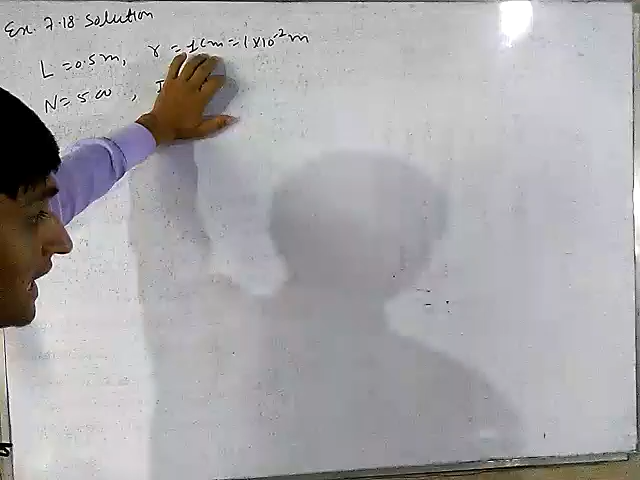 Ex. 7.18 Solution
L = 0.5m, r = 1cm = 1×10⁻²m
N = 500 , I